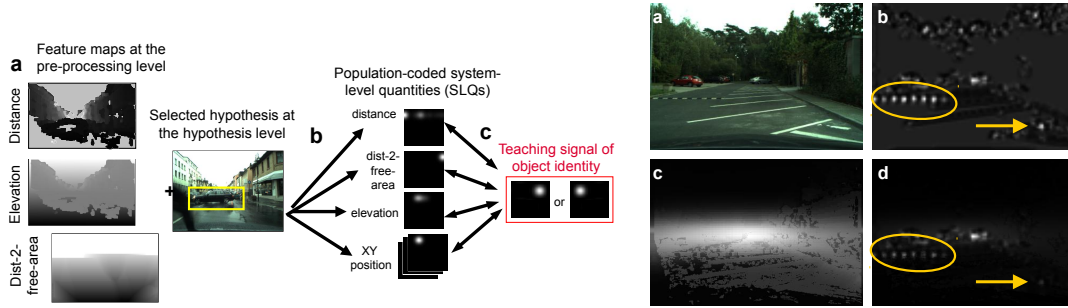 a
Feature maps at the
pre-processing level
Distance
Elevation
Dist-2-
free-area
+
Selected hypothesis at
the hypothesis level
b
Population-coded system-
level quantities (SLQs)
distance
dist-2-
free-
area
elevation
XY
position
c
Teaching signal of
object identity
or
a
b
c
d